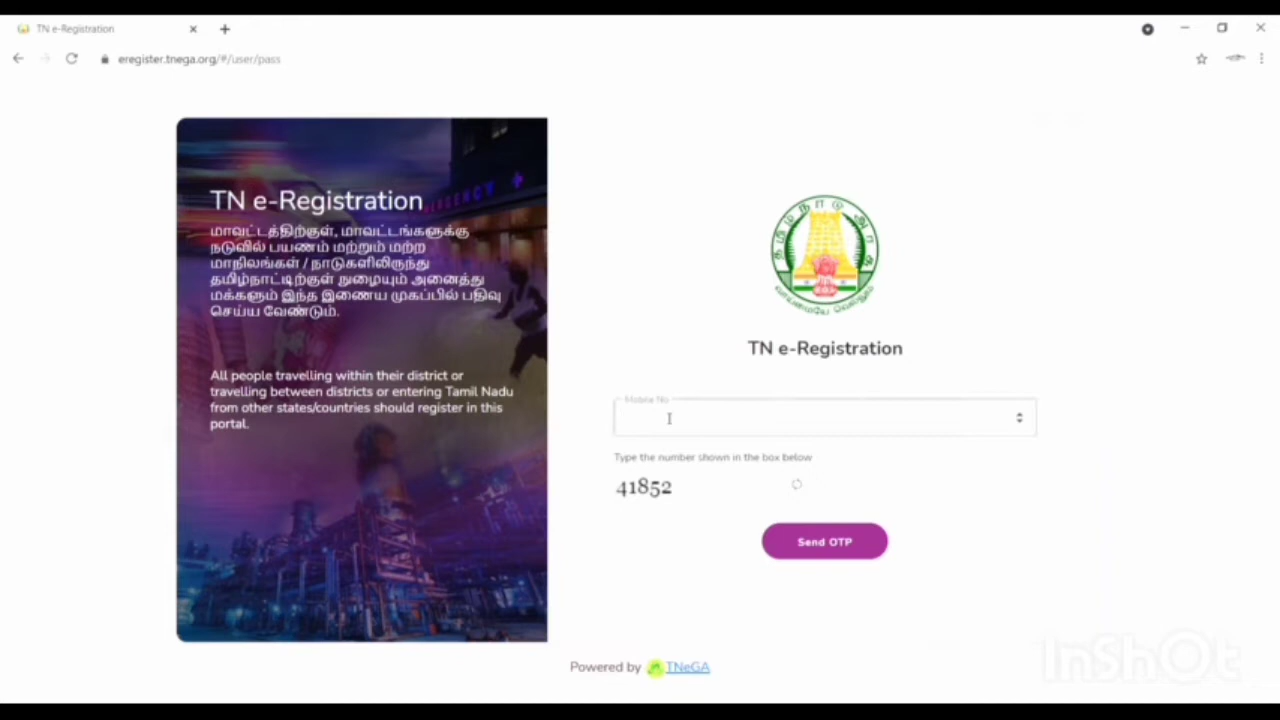 TN e-Registration
eregister.tnega.org/#/user/pass
TN e-Registration
மாவட்டத்திற்குள், மாவட்டங்களுக்கு
நடுவில் பயணம் மற்றும் மற்ற
மாநிலங்கள் / நாடுகளிலிருந்து
தமிழ்நாட்டிற்குள் நுழையும் அனைத்து
மக்களும் இந்த இணைய முகப்பில் பதிவு
செய்ய வேண்டும்.
All people travelling within their district or
travelling between districts or entering Tamil Nadu
from other states/countries should register in this
portal.
EMERGENCY
தமிழ்நாடு அரசு
வாய்மையே வெல்லும்
TN e-Registration
Mobile No
Type the number shown in the box below
41852
Send OTP
Powered by TNeGA
InShOt